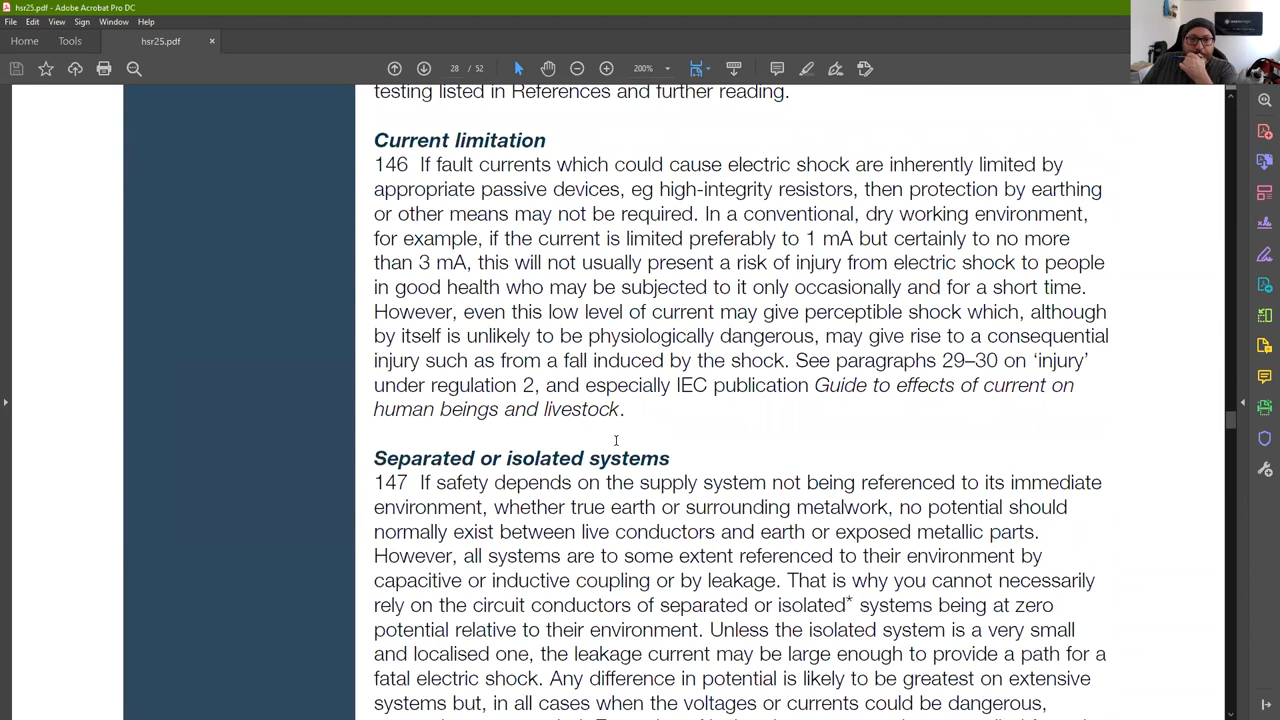 hsr25.pdf - Adobe Acrobat Pro DC
File Edit View Sign Window Help
Home Tools hsr25.pdf ×
28 / 52 200%
testing listed in References and further reading.
Current limitation
146 If fault currents which could cause electric shock are inherently limited by
appropriate passive devices, eg high-integrity resistors, then protection by earthing
or other means may not be required. In a conventional, dry working environment,
for example, if the current is limited preferably to 1 mA but certainly to no more
than 3 mA, this will not usually present a risk of injury from electric shock to people
in good health who may be subjected to it only occasionally and for a short time.
However, even this low level of current may give perceptible shock which, although
by itself is unlikely to be physiologically dangerous, may give rise to a consequential
injury such as from a fall induced by the shock. See paragraphs 29–30 on ‘injury’
under regulation 2, and especially IEC publication Guide to effects of current on
human beings and livestock.
Separated or isolated systems
147 If safety depends on the supply system not being referenced to its immediate
environment, whether true earth or surrounding metalwork, no potential should
normally exist between live conductors and earth or exposed metallic parts.
However, all systems are to some extent referenced to their environment by
capacitive or inductive coupling or by leakage. That is why you cannot necessarily
rely on the circuit conductors of separated or isolated* systems being at zero
potential relative to their environment. Unless the isolated system is a very small
and localised one, the leakage current may be large enough to provide a path for a
fatal electric shock. Any difference in potential is likely to be greatest on extensive
systems but, in all cases when the voltages or currents could be dangerous,